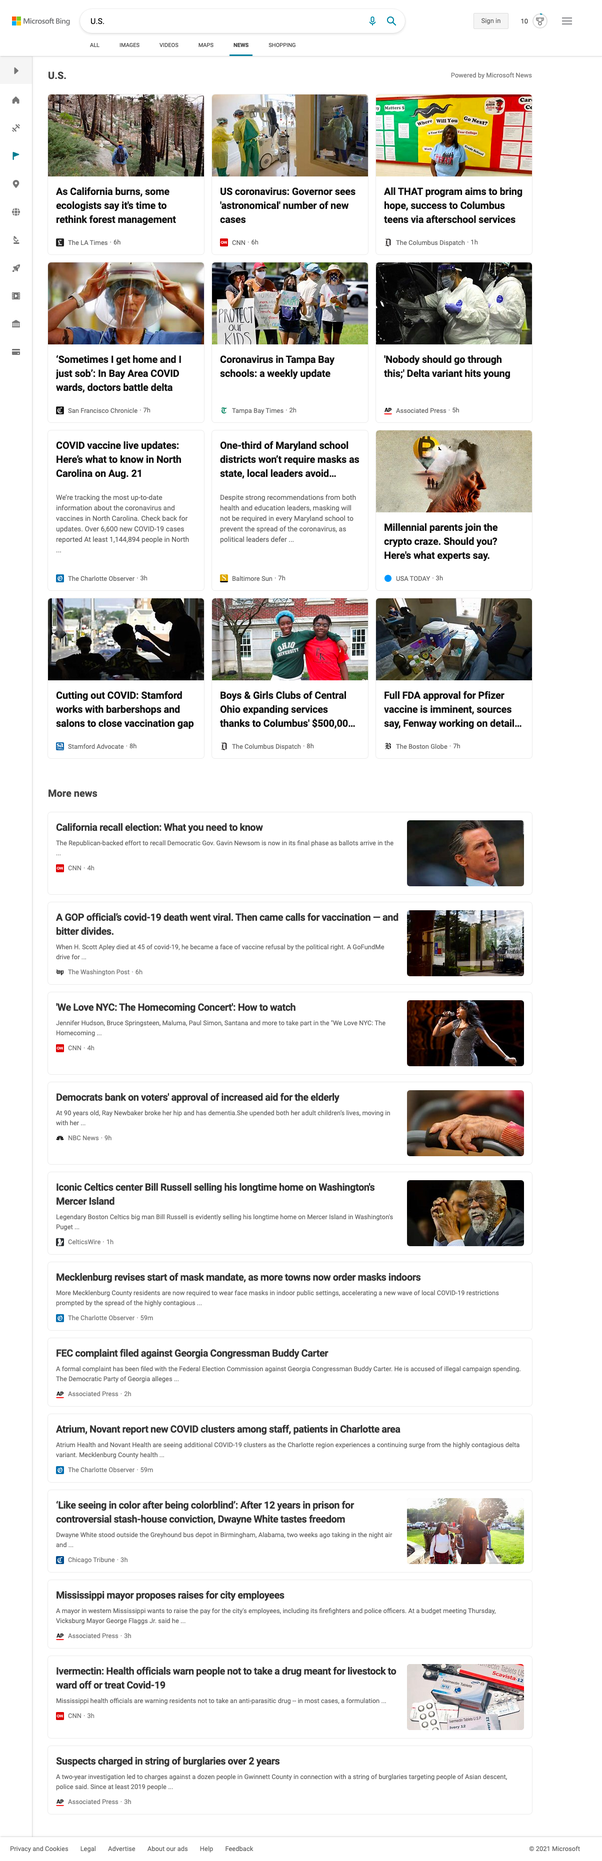 Microsoft Bing
U.S.
Sign in
10
ALL IMAGES VIDEOS MAPS NEWS SHOPPING
U.S.
Powered by Microsoft News
Where Will You Go Next?
As California burns, some
ecologists say it's time to
rethink forest management
The LA Times · 6h
US coronavirus: Governor sees
'astronomical' number of new
cases
CNN · 6h
All THAT program aims to bring
hope, success to Columbus
teens via afterschool services
The Columbus Dispatch · 1h
PROTECT
OUR
KIDS
'Sometimes I get home and I
just sob': In Bay Area COVID
wards, doctors battle delta
San Francisco Chronicle · 7h
Coronavirus in Tampa Bay
schools: a weekly update
Tampa Bay Times · 2h
'Nobody should go through
this;' Delta variant hits young
AP Associated Press · 5h
COVID vaccine live updates:
Here's what to know in North
Carolina on Aug. 21
We're tracking the most up-to-date
information about the coronavirus and
vaccines in North Carolina. Check back for
updates. Over 6,600 new COVID-19 cases
reported At least 1,144,894 people in North
...
The Charlotte Observer · 3h
One-third of Maryland school
districts won't require masks as
state, local leaders avoid...
Despite strong recommendations from both
health and education leaders, masking will
not be required in every Maryland school to
prevent the spread of the coronavirus, as
political leaders defer ...
Baltimore Sun · 7h
Millennial parents join the
crypto craze. Should you?
Here's what experts say.
USA TODAY · 3h
Cutting out COVID: Stamford
works with barbershops and
salons to close vaccination gap
Stamford Advocate · 8h
OHIO
UNIVERSITY
Boys & Girls Clubs of Central
Ohio expanding services
thanks to Columbus' $500,00...
The Columbus Dispatch · 8h
Full FDA approval for Pfizer
vaccine is imminent, sources
say, Fenway working on detail...
The Boston Globe · 7h
More news
California recall election: What you need to know
The Republican-backed effort to recall Democratic Gov. Gavin Newsom is now in its final phase as ballots arrive in the
...
CNN · 4h
A GOP official's covid-19 death went viral. Then came calls for vaccination — and
bitter divides.
When H. Scott Apley died at 45 of covid-19, he became a face of vaccine refusal by the political right. A GoFundMe
drive for ...
wp The Washington Post · 6h
'We Love NYC: The Homecoming Concert': How to watch
Jennifer Hudson, Bruce Springsteen, Maluma, Paul Simon, Santana and more to take part in the "We Love NYC: The
Homecoming ...
CNN · 4h
Democrats bank on voters' approval of increased aid for the elderly
At 90 years old, Ray Newbaker broke her hip and has dementia.She upended both her adult children's lives, moving in
with her ...
NBC News · 9h
Iconic Celtics center Bill Russell selling his longtime home on Washington's
Mercer Island
Legendary Boston Celtics big man Bill Russell is evidently selling his longtime home on Mercer Island in Washington's
Puget ...
CelticsWire · 1h
Mecklenburg revises start of mask mandate, as more towns now order masks indoors
More Mecklenburg County residents are now required to wear face masks in indoor public settings, accelerating a new wave of local COVID-19 restrictions
prompted by the spread of the highly contagious ...
The Charlotte Observer · 59m
FEC complaint filed against Georgia Congressman Buddy Carter
A formal complaint has been filed with the Federal Election Commission against Georgia Congressman Buddy Carter. He is accused of illegal campaign spending.
The Democratic Party of Georgia alleges ...
AP Associated Press · 2h
Atrium, Novant report new COVID clusters among staff, patients in Charlotte area
Atrium Health and Novant Health are seeing additional COVID-19 clusters as the Charlotte region experiences a continuing surge from the highly contagious delta
variant. Mecklenburg County health ...
The Charlotte Observer · 59m
'Like seeing in color after being colorblind': After 12 years in prison for
controversial stash-house conviction, Dwayne White tastes freedom
Dwayne White stood outside the Greyhound bus depot in Birmingham, Alabama, two weeks ago taking in the night air
and ...
Chicago Tribune · 3h
Mississippi mayor proposes raises for city employees
A mayor in western Mississippi wants to raise the pay for the city's employees, including its firefighters and police officers. At a budget meeting Thursday,
Vicksburg Mayor George Flaggs Jr. said he ...
AP Associated Press · 3h
Ivermectin: Health officials warn people not to take a drug meant for livestock to
ward off or treat Covid-19
Mississippi health officials are warning residents not to take an anti-parasitic drug -- in most cases, a formulation ...
CNN · 3h
Suspects charged in string of burglaries over 2 years
A two-year investigation led to charges against a dozen people in Gwinnett County in connection with a string of burglaries targeting people of Asian descent,
police said. Since at least 2019 people ...
AP Associated Press · 3h
Privacy and Cookies Legal Advertise About our ads Help Feedback
© 2021 Microsoft